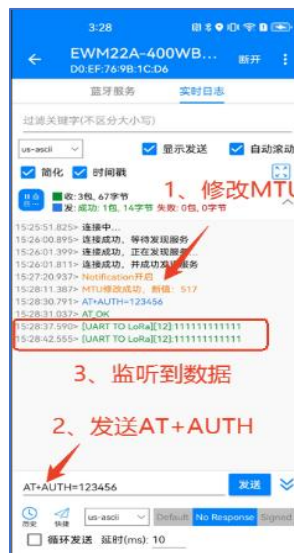 3:28
EWM22A-400WB...
D0:EF:76:9B:1C:D6
断开
蓝牙服务
实时日志
过滤关键字(不区分大小写)
us-ascii
显示发送
自动滚动
简化
时间戳
收: 3包, 67字节
发: 成功: 1包, 14字节 失败: 0包, 0字节
1、修改MTU
15:25:51.825> 连接中...
15:26:00.895> 连接成功，等待发现服务
15:26:01.399> 连接成功，正在发现服务...
15:26:01.811> 连接成功，并成功发现服务
15:27:20.937> Notification开启
15:28:11.387> MTU修改成功，新值：517
15:28:30.791> AT+AUTH=123456
15:28:31.037> AT_OK
15:28:37.590> [UART TO LoRa][12]:111111111111
15:28:42.555> [UART TO LoRa][12]:111111111111
3、监听到数据
2、发送AT+AUTH
AT+AUTH=123456
发送
历史
快捷
us-ascii
Default
No Response
Signed
循环发送
延时(ms): 10